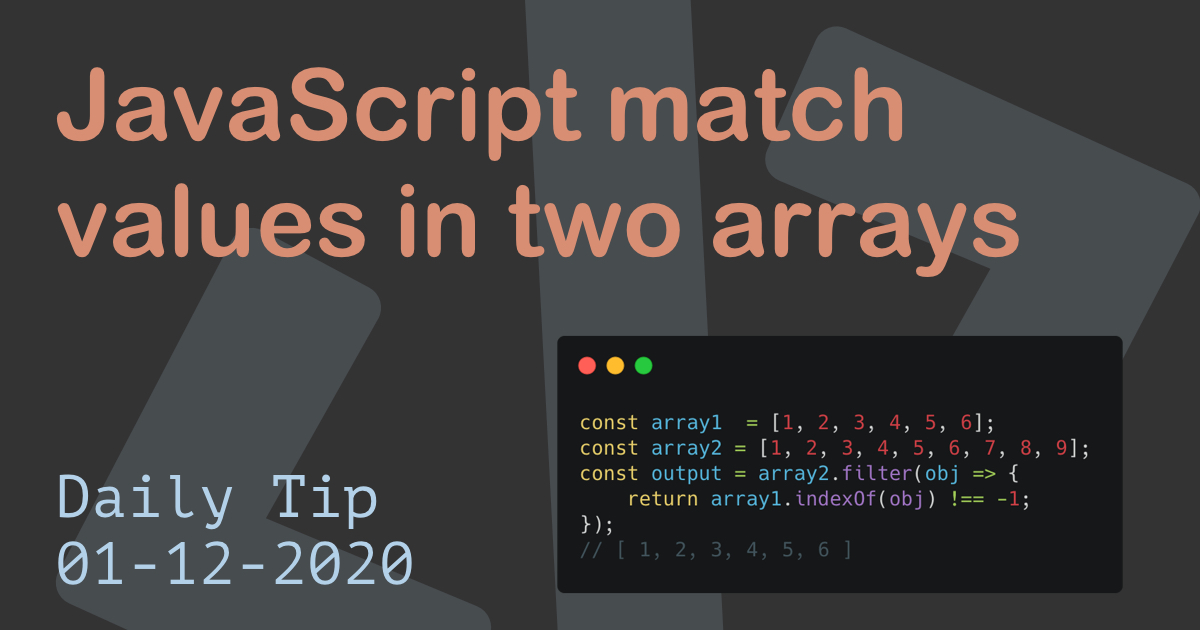 JavaScript match
values in two arrays
const array1  = [1, 2, 3, 4, 5, 6];
const array2 = [1, 2, 3, 4, 5, 6, 7, 8, 9];
const output = array2.filter(obj => {
    return array1.indexOf(obj) !== -1;
});
// [ 1, 2, 3, 4, 5, 6 ]
Daily Tip
01-12-2020